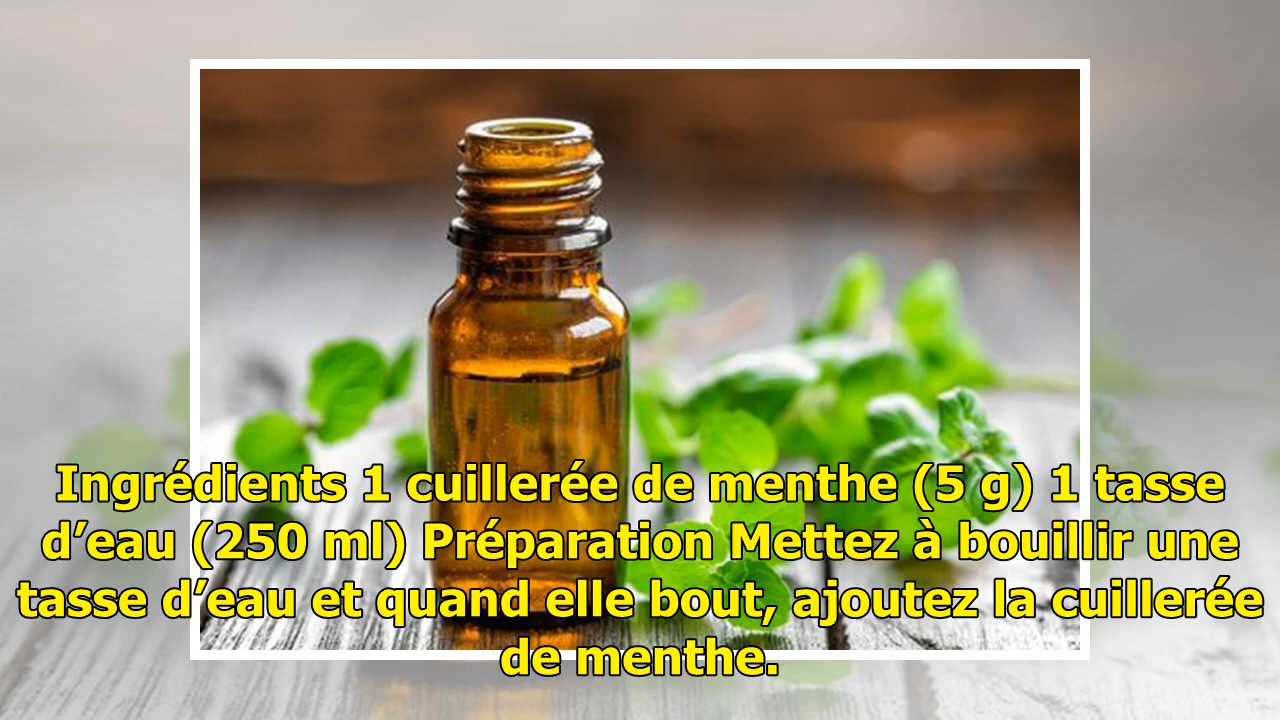 Ingrédients 1 cuillerée de menthe (5 g) 1 tasse
d’eau (250 ml) Préparation Mettez à bouillir une
tasse d’eau et quand elle bout, ajoutez la cuillerée
de menthe.